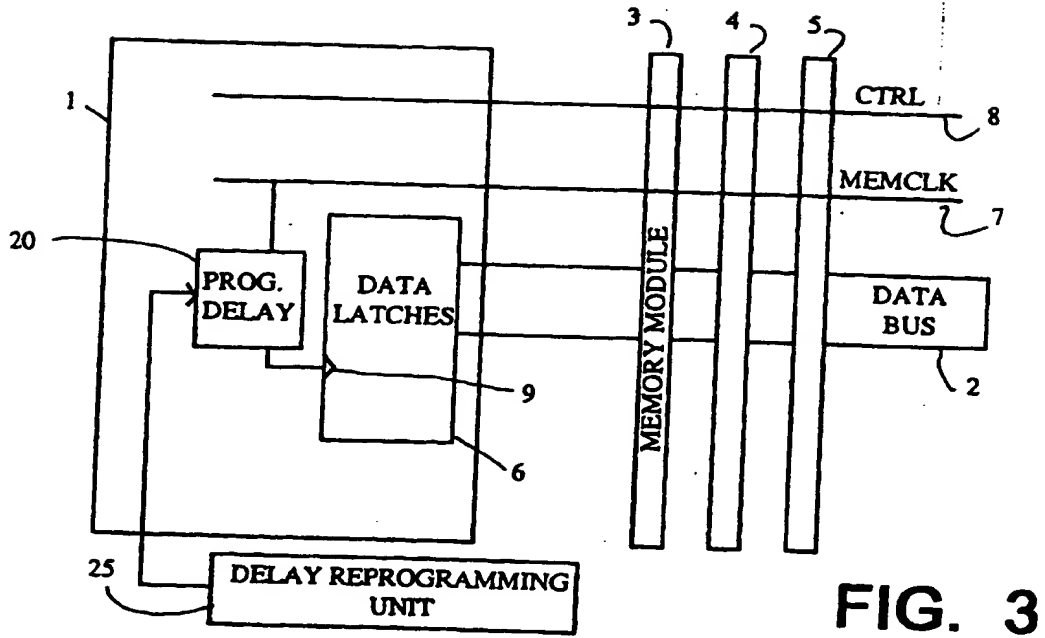 3
4
5
1
CTRL
8
MEMCLK
7
20
PROG.
DELAY
DATA
LATCHES
MEMORY MODULE
DATA
BUS
2
9
6
25
DELAY REPROGRAMMING
UNIT
FIG. 3